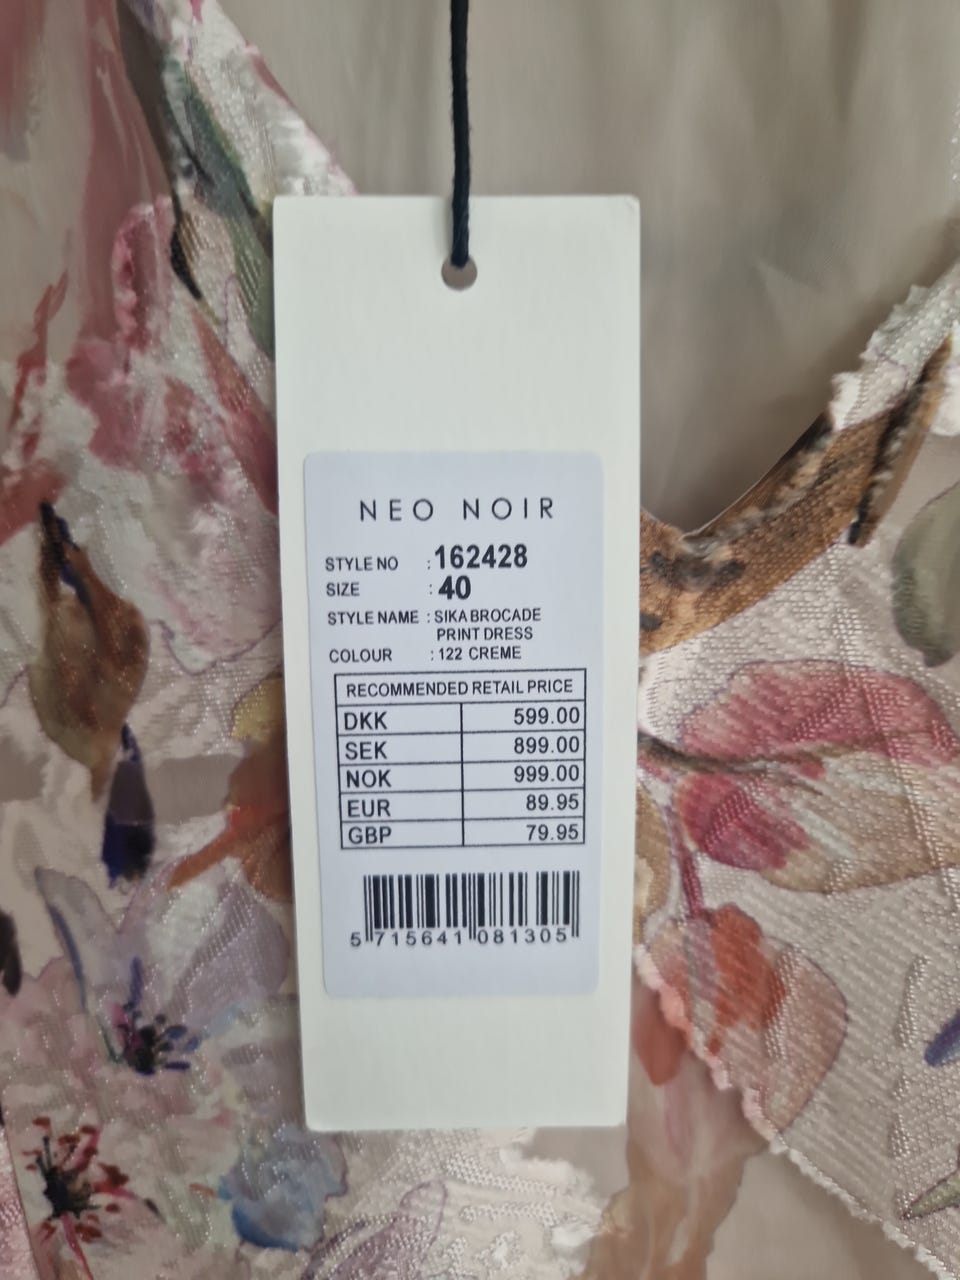 NEO NOIR
STYLE NO : 162428
SIZE : 40
STYLE NAME : SIKA BROCADE
PRINT DRESS
COLOUR : 122 CREME
RECOMMENDED RETAIL PRICE
DKK 599.00
SEK 899.00
NOK 999.00
EUR 89.95
GBP 79.95
5 715641 081305